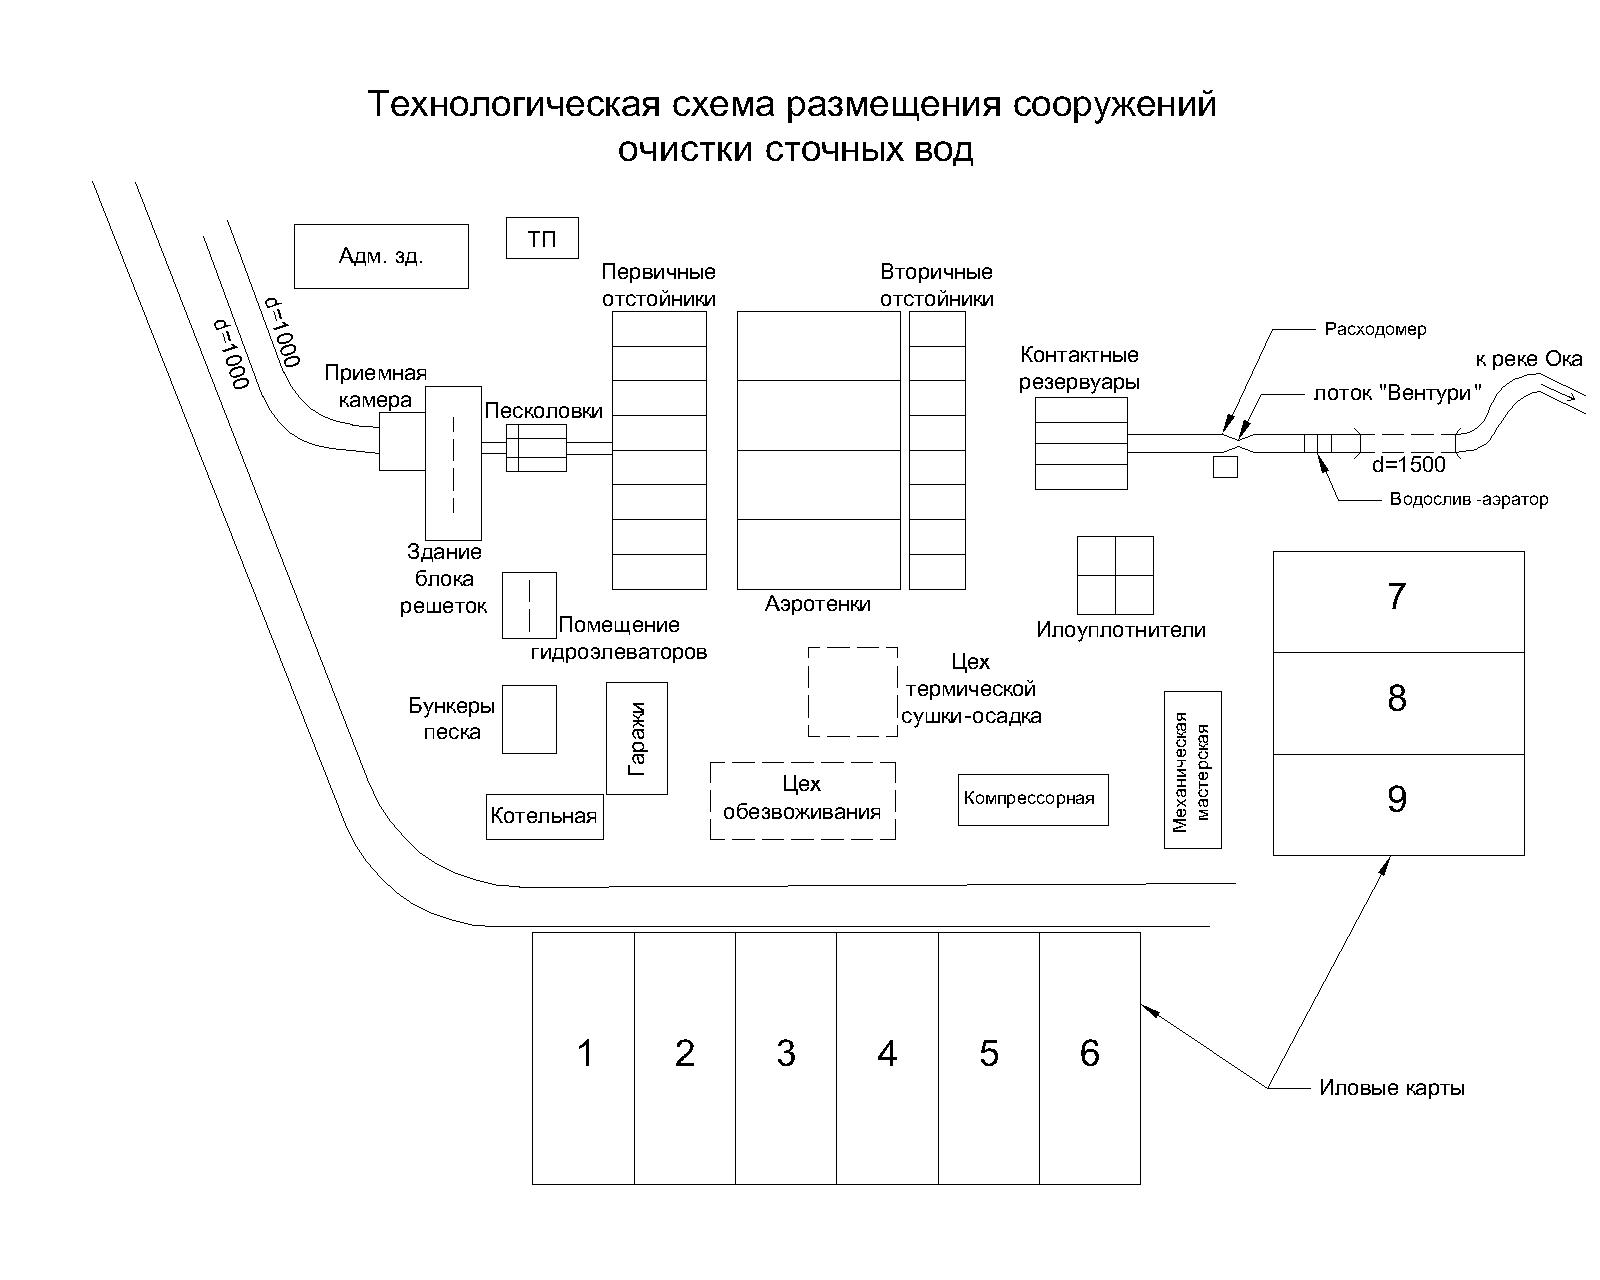 Технологическая схема размещения сооружений
очистки сточных вод
Адм. зд.
ТП
Первичные
отстойники
Вторичные
отстойники
d=1000
d=1000
Приемная
камера
Песколовки
Контактные
резервуары
Расходомер
к реке Ока
лоток "Вентури"
d=1500
Водослив -аэратор
Здание
блока
решеток
Аэротенки
Помещение
гидроэлеваторов
Илоуплотнители
7
8
9
Цех
термической
сушки-осадка
Бункеры
песка
Гаражи
Механическая
мастерская
Котельная
Цех
обезвоживания
Компрессорная
1
2
3
4
5
6
Иловые карты